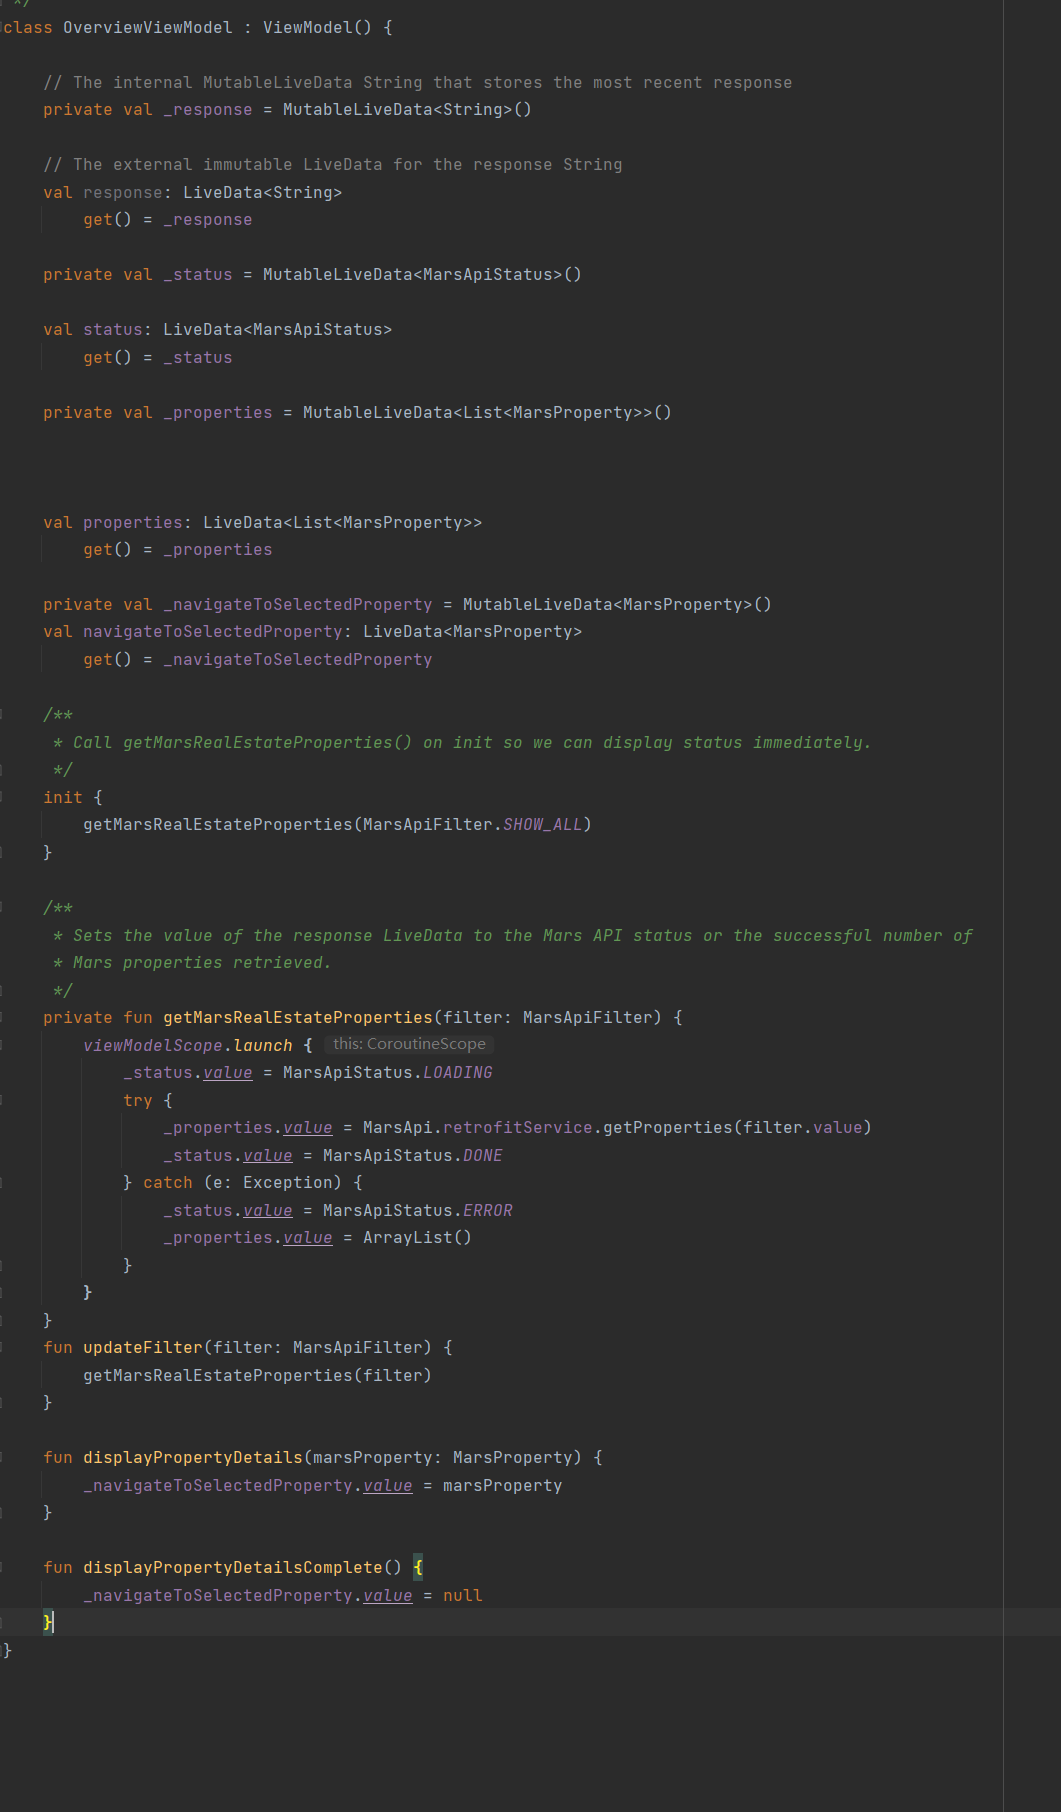 */
class OverviewViewModel : ViewModel() {
// The internal MutableLiveData String that stores the most recent response
private val _response = MutableLiveData<String>()
// The external immutable LiveData for the response String
val response: LiveData<String>
get() = _response
private val _status = MutableLiveData<MarsApiStatus>()
val status: LiveData<MarsApiStatus>
get() = _status
private val _properties = MutableLiveData<List<MarsProperty>>()
val properties: LiveData<List<MarsProperty>>
get() = _properties
private val _navigateToSelectedProperty = MutableLiveData<MarsProperty>()
val navigateToSelectedProperty: LiveData<MarsProperty>
get() = _navigateToSelectedProperty
/**
* Call getMarsRealEstateProperties() on init so we can display status immediately.
*/
init {
getMarsRealEstateProperties(MarsApiFilter.SHOW_ALL)
}
/**
* Sets the value of the response LiveData to the Mars API status or the successful number of
* Mars properties retrieved.
*/
private fun getMarsRealEstateProperties(filter: MarsApiFilter) {
viewModelScope.launch { this: CoroutineScope
_status.value = MarsApiStatus.LOADING
try {
_properties.value = MarsApi.retrofitService.getProperties(filter.value)
_status.value = MarsApiStatus.DONE
} catch (e: Exception) {
_status.value = MarsApiStatus.ERROR
_properties.value = ArrayList()
}
}
}
fun updateFilter(filter: MarsApiFilter) {
getMarsRealEstateProperties(filter)
}
fun displayPropertyDetails(marsProperty: MarsProperty) {
_navigateToSelectedProperty.value = marsProperty
}
fun displayPropertyDetailsComplete() {
_navigateToSelectedProperty.value = null
}
}